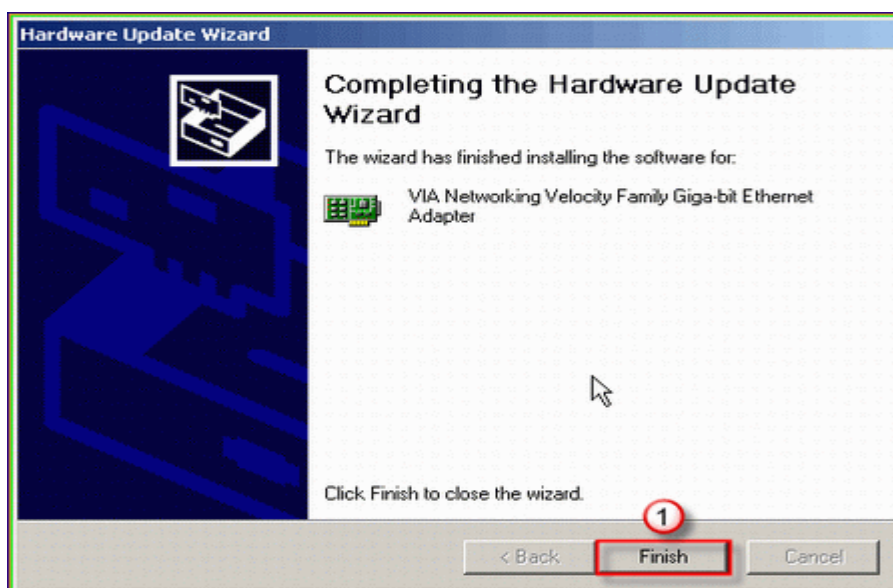 Hardware Update Wizard
Completing the Hardware Update
Wizard
The wizard has finished installing the software for:
VIA Networking Velocity Family Giga-bit Ethernet
Adapter
Click Finish to close the wizard.
1
< Back Finish Cancel